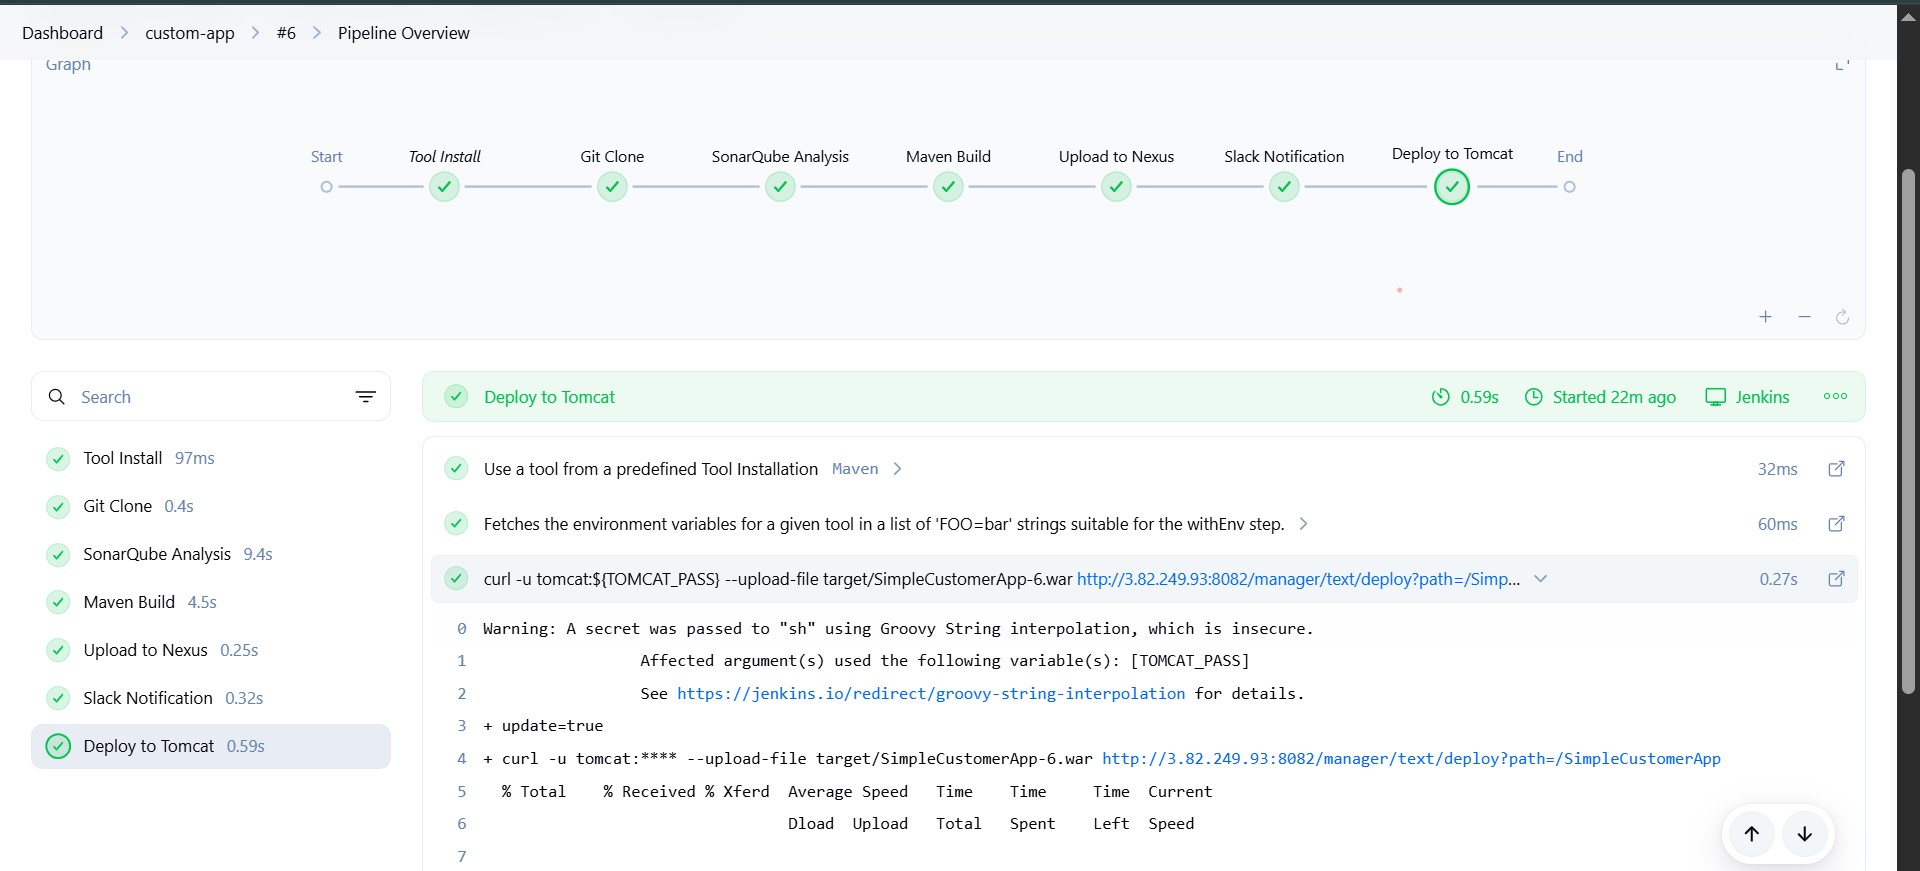 Dashboard > custom-app > #6 > Pipeline Overview
Graph
Start Tool Install Git Clone SonarQube Analysis Maven Build Upload to Nexus Slack Notification Deploy to Tomcat End
Search
Tool Install 97ms
Git Clone 0.4s
SonarQube Analysis 9.4s
Maven Build 4.5s
Upload to Nexus 0.25s
Slack Notification 0.32s
Deploy to Tomcat 0.59s
Deploy to Tomcat 0.59s Started 22m ago Jenkins
Use a tool from a predefined Tool Installation Maven 32ms
Fetches the environment variables for a given tool in a list of 'FOO=bar' strings suitable for the withEnv step. 60ms
curl -u tomcat:${TOMCAT_PASS} --upload-file target/SimpleCustomerApp-6.war http://3.82.249.93:8082/manager/text/deploy?path=/Simp... 0.27s
0 Warning: A secret was passed to "sh" using Groovy String interpolation, which is insecure.
1 Affected argument(s) used the following variable(s): [TOMCAT_PASS]
2 See https://jenkins.io/redirect/groovy-string-interpolation for details.
3 + update=true
4 + curl -u tomcat:**** --upload-file target/SimpleCustomerApp-6.war http://3.82.249.93:8082/manager/text/deploy?path=/SimpleCustomerApp
5 % Total % Received % Xferd Average Speed Time Time Time Current
6 Dload Upload Total Spent Left Speed
7